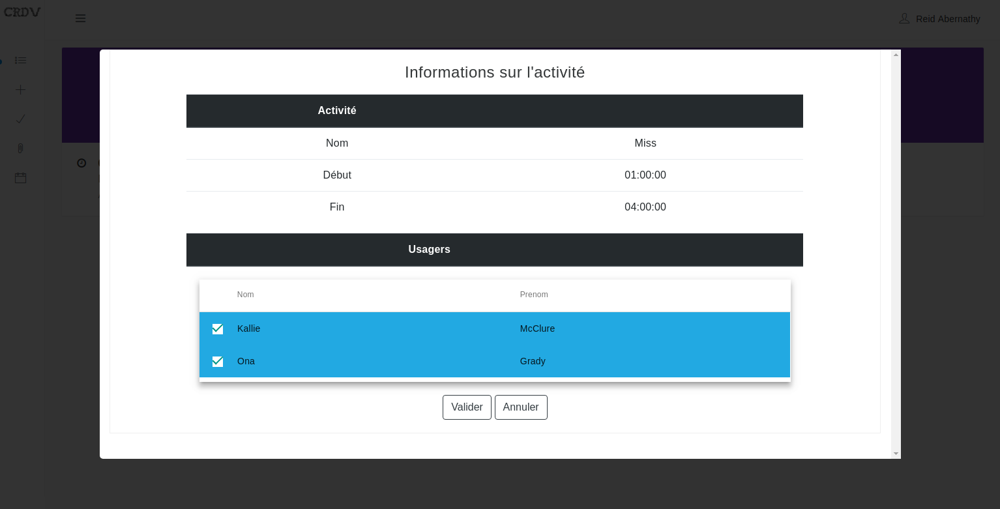 CRDV
Reid Abernathy
Informations sur l'activité
Activité
Nom Miss
Début 01:00:00
Fin 04:00:00
Usagers
Nom Prenom
Kallie McClure
Ona Grady
Valider Annuler